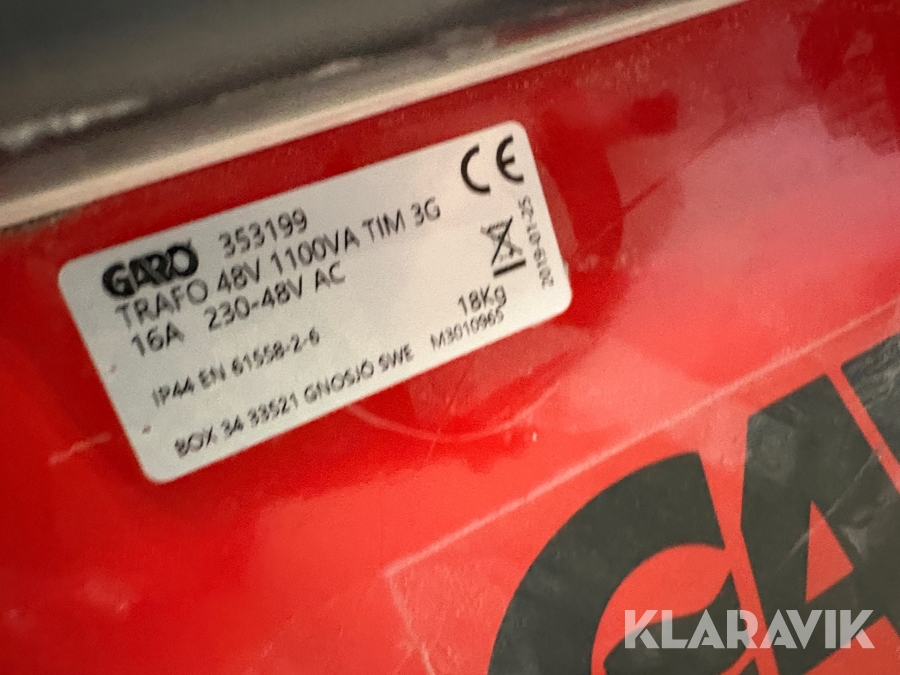 GARO 353199
TRAFO 48V 1100VA TIM 3G
16A 230-48V AC
18Kg
IP44 EN 61558-2-6
M3010965
BOX 34 33521 GNOSJÖ SWE
CE
2019-01-25
KLARAVIK